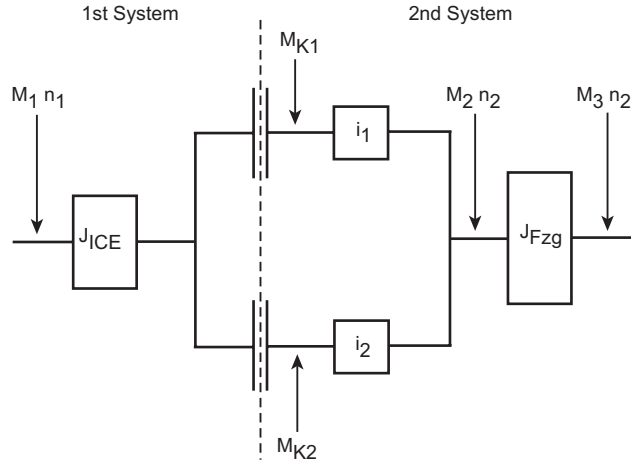 1st System
2nd System
M1 n1
MK1
M2 n2
M3 n2
i1
JICE
JFzg
i2
MK2